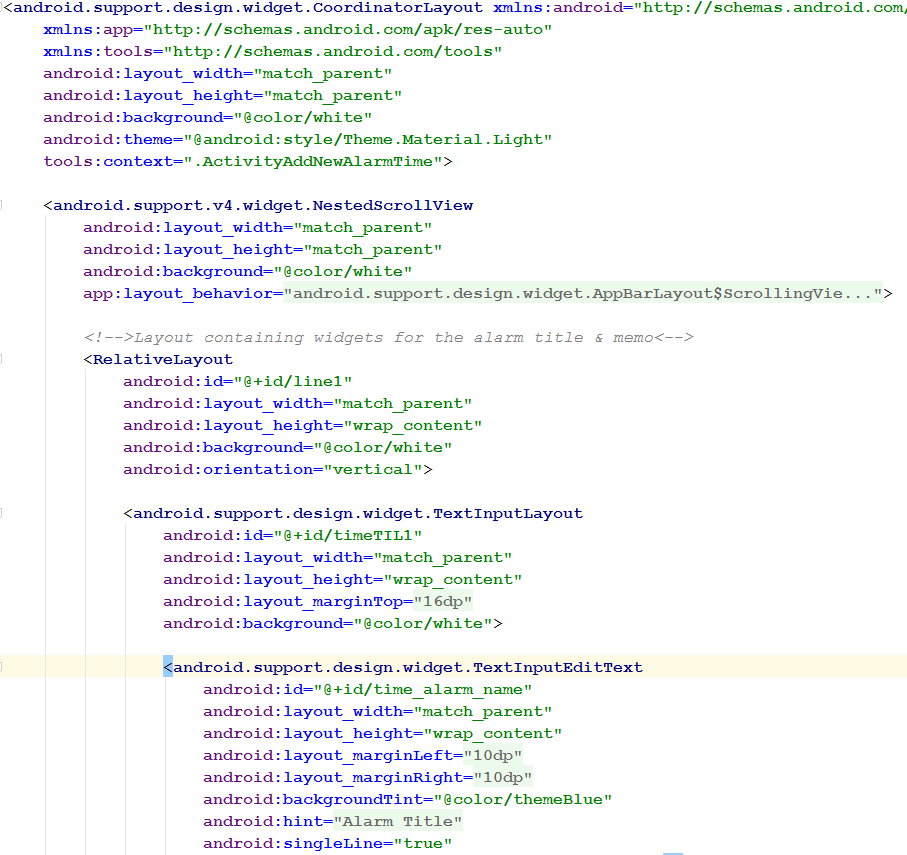 <android.support.design.widget.CoordinatorLayout xmlns:android="http://schemas.android.com/
xmlns:app="http://schemas.android.com/apk/res-auto"
xmlns:tools="http://schemas.android.com/tools"
android:layout_width="match_parent"
android:layout_height="match_parent"
android:background="@color/white"
android:theme="@android:style/Theme.Material.Light"
tools:context=".ActivityAddNewAlarmTime">
<android.support.v4.widget.NestedScrollView
android:layout_width="match_parent"
android:layout_height="match_parent"
android:background="@color/white"
app:layout_behavior="android.support.design.widget.AppBarLayout$ScrollingVie...">
<!-->Layout containing widgets for the alarm title & memo<-->
<RelativeLayout
android:id="@+id/line1"
android:layout_width="match_parent"
android:layout_height="wrap_content"
android:background="@color/white"
android:orientation="vertical">
<android.support.design.widget.TextInputLayout
android:id="@+id/timeTIL1"
android:layout_width="match_parent"
android:layout_height="wrap_content"
android:layout_marginTop="16dp"
android:background="@color/white">
<android.support.design.widget.TextInputEditText
android:id="@+id/time_alarm_name"
android:layout_width="match_parent"
android:layout_height="wrap_content"
android:layout_marginLeft="10dp"
android:layout_marginRight="10dp"
android:backgroundTint="@color/themeBlue"
android:hint="Alarm Title"
android:singleLine="true"